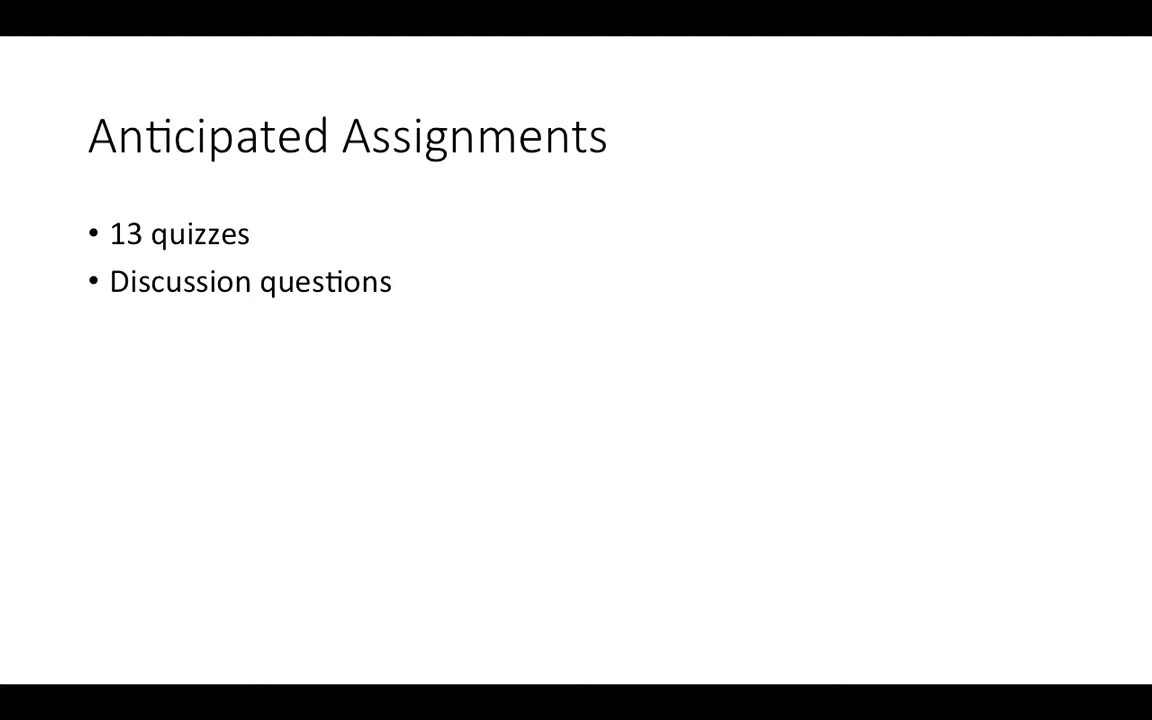 Anticipated Assignments
• 13 quizzes
• Discussion questions